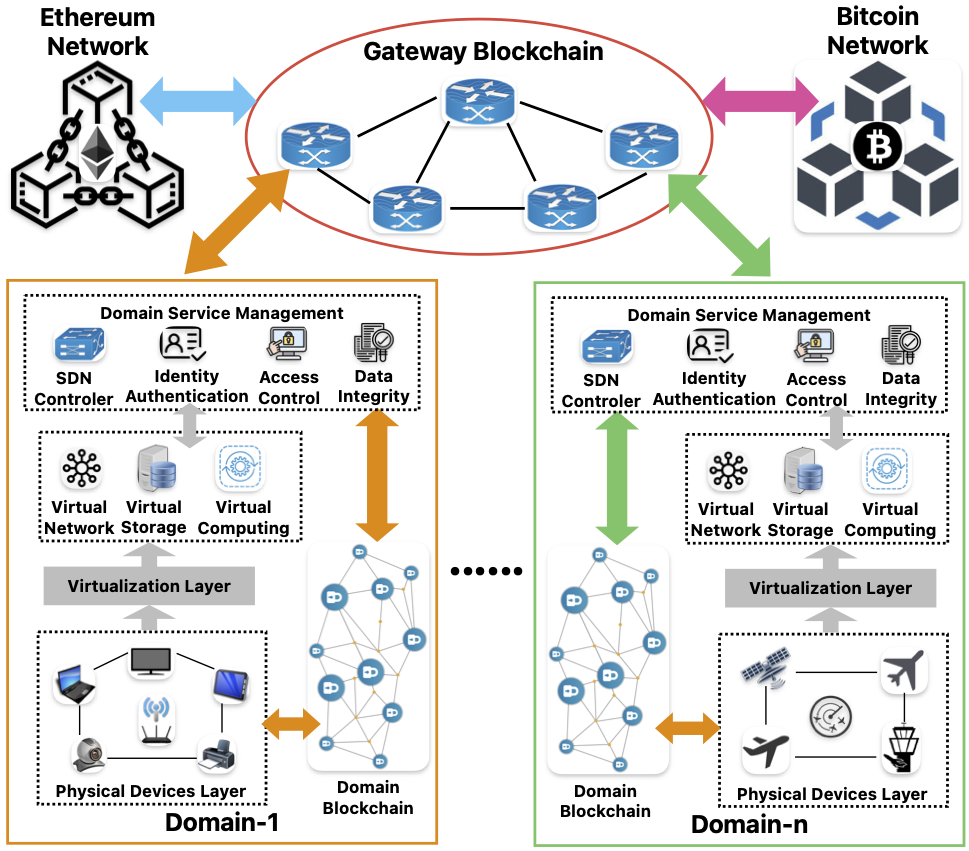 Ethereum
Network
Gateway Blockchain
Bitcoin
Network
Domain Service Management
SDN
Controler
Identity
Authentication
Access
Control
Data
Integrity
Virtual
Network
Virtual
Storage
Virtual
Computing
Virtualization Layer
Physical Devices Layer
Domain
Blockchain
Domain-1
Domain Service Management
SDN
Controler
Identity
Authentication
Access
Control
Data
Integrity
Virtual
Network
Virtual
Storage
Virtual
Computing
Virtualization Layer
Domain
Blockchain
Physical Devices Layer
Domain-n